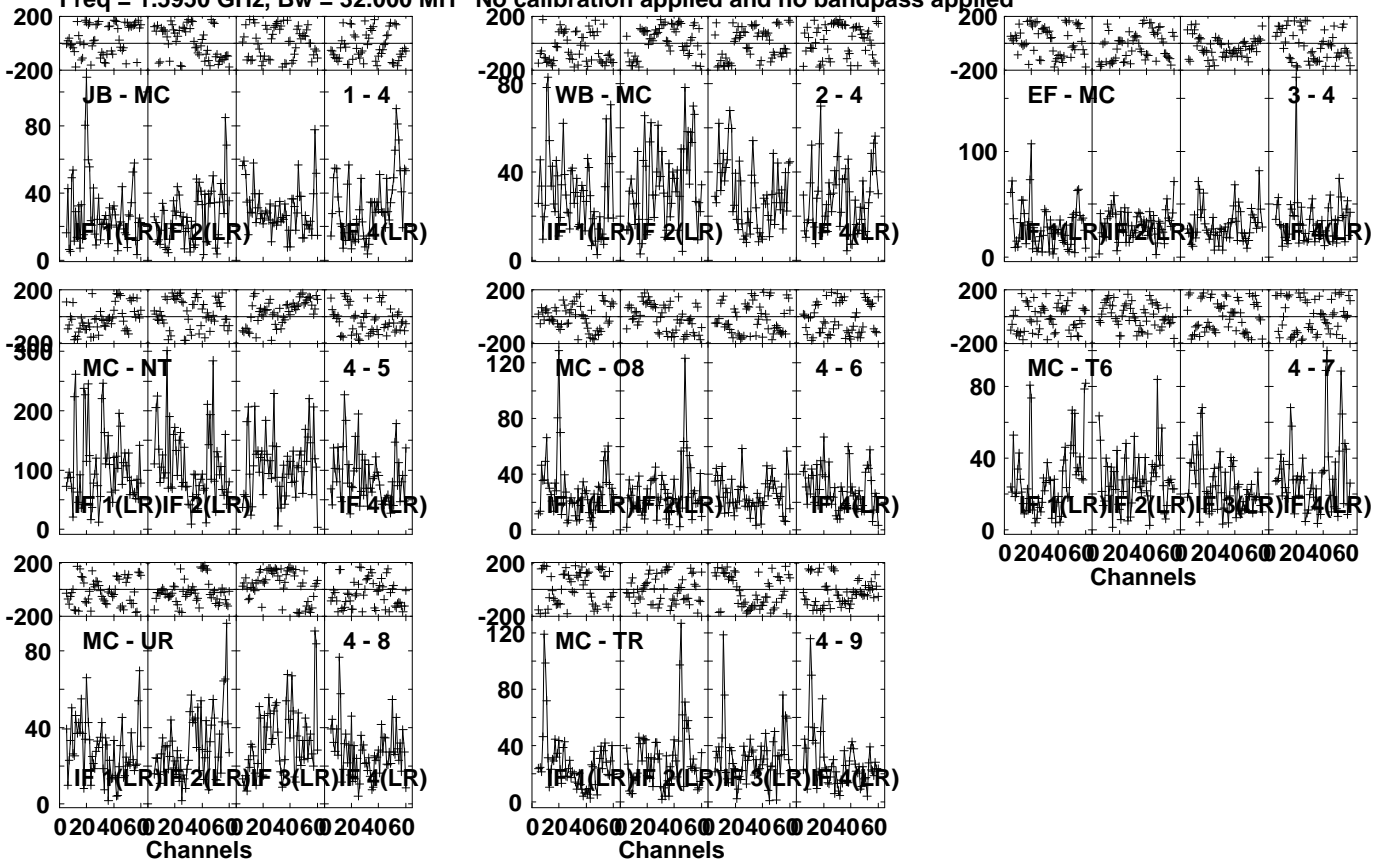 Freq = 1.5950 GHz, Bw = 32.000 MH No calibration applied and no bandpass applied
200
-200
JB - MC 1 - 4
80
40
0
IF 1(LR) IF 2(LR) IF 4(LR)
200
-200
80
WB - MC 2 - 4
40
0
IF 1(LR) IF 2(LR) IF 4(LR)
200
-200
EF - MC 3 - 4
100
0
IF 1(LR) IF 2(LR) IF 4(LR)
200
-200
300
MC - NT 4 - 5
200
100
0
IF 1(LR) IF 2(LR) IF 4(LR)
200
-200
120
MC - O8 4 - 6
80
40
0
IF 1(LR) IF 2(LR) IF 4(LR)
200
-200
MC - T6 4 - 7
80
40
0
IF 1(LR) IF 2(LR) IF 3(LR) IF 4(LR)
0 20 40 60 0 20 40 60 0 20 40 60 0 20 40 60
Channels
200
-200
MC - UR 4 - 8
80
40
0
IF 1(LR) IF 2(LR) IF 3(LR) IF 4(LR)
0 20 40 60 0 20 40 60 0 20 40 60 0 20 40 60
Channels
200
-200
120
MC - TR 4 - 9
80
40
0
IF 1(LR) IF 2(LR) IF 3(LR) IF 4(LR)
0 20 40 60 0 20 40 60 0 20 40 60 0 20 40 60
Channels